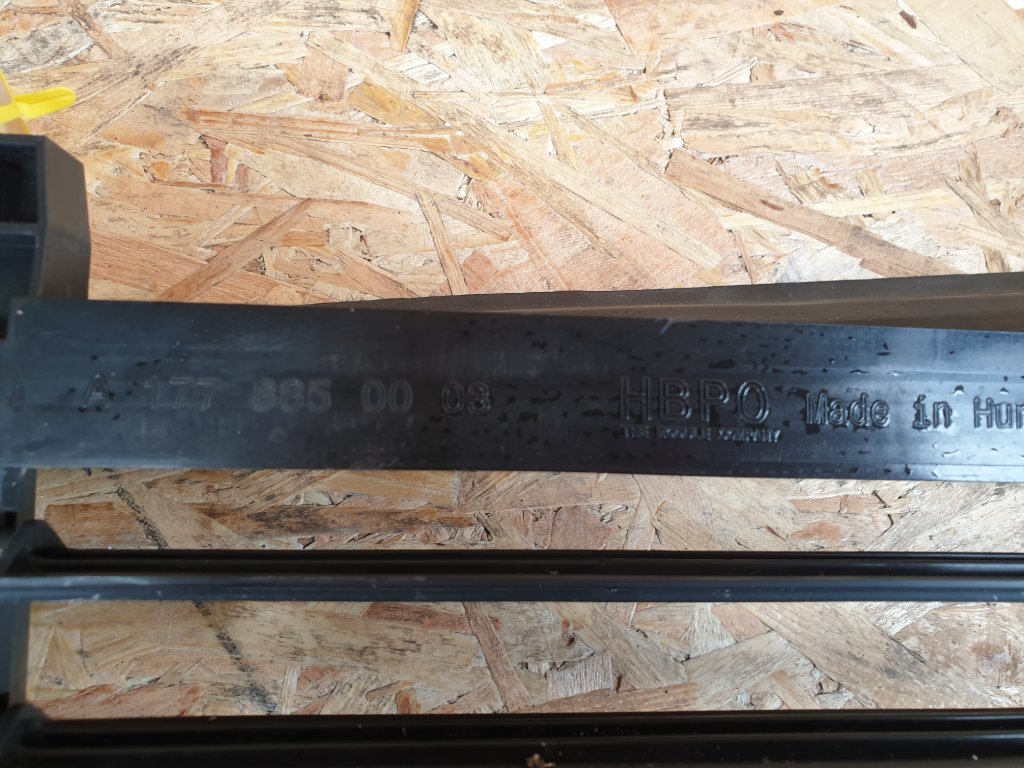 A 177 885 00 03 HBPO Made in Hun
THE MODULE COMPANY